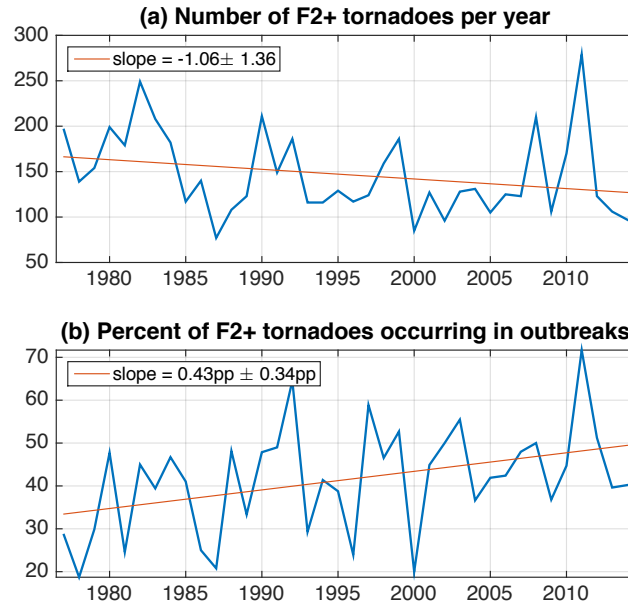 (a) Number of F2+ tornadoes per year
300
250
200
150
100
50
slope = -1.06± 1.36
1980 1985 1990 1995 2000 2005 2010
(b) Percent of F2+ tornadoes occurring in outbreaks
70
60
50
40
30
20
slope = 0.43pp ± 0.34pp
1980 1985 1990 1995 2000 2005 2010